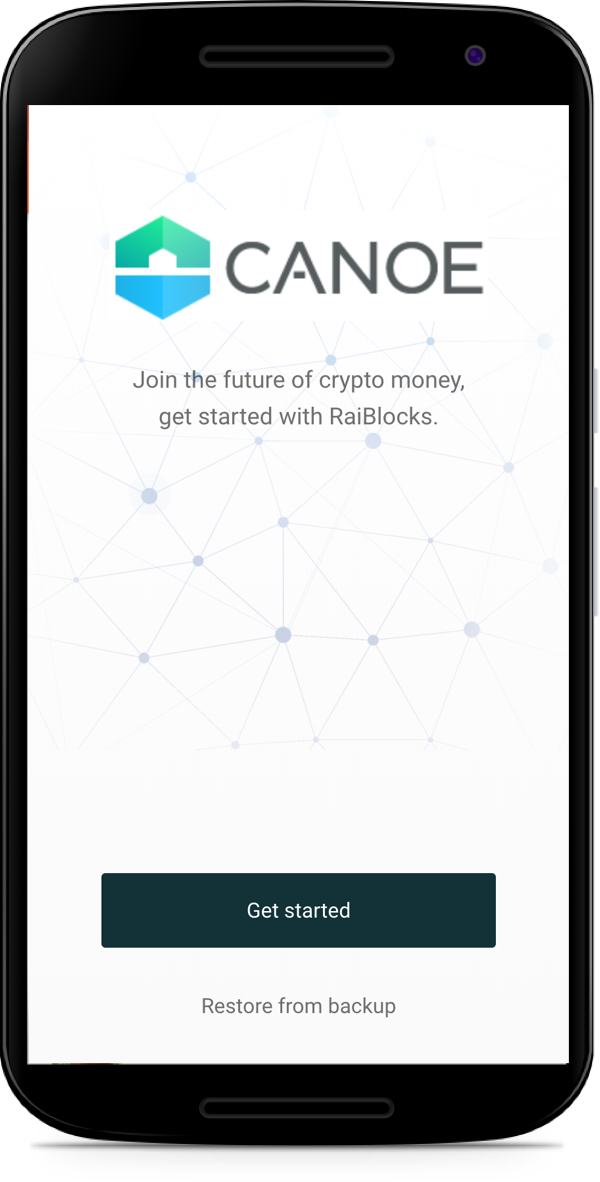 CANOE
Join the future of crypto money,
get started with RaiBlocks.
Get started
Restore from backup